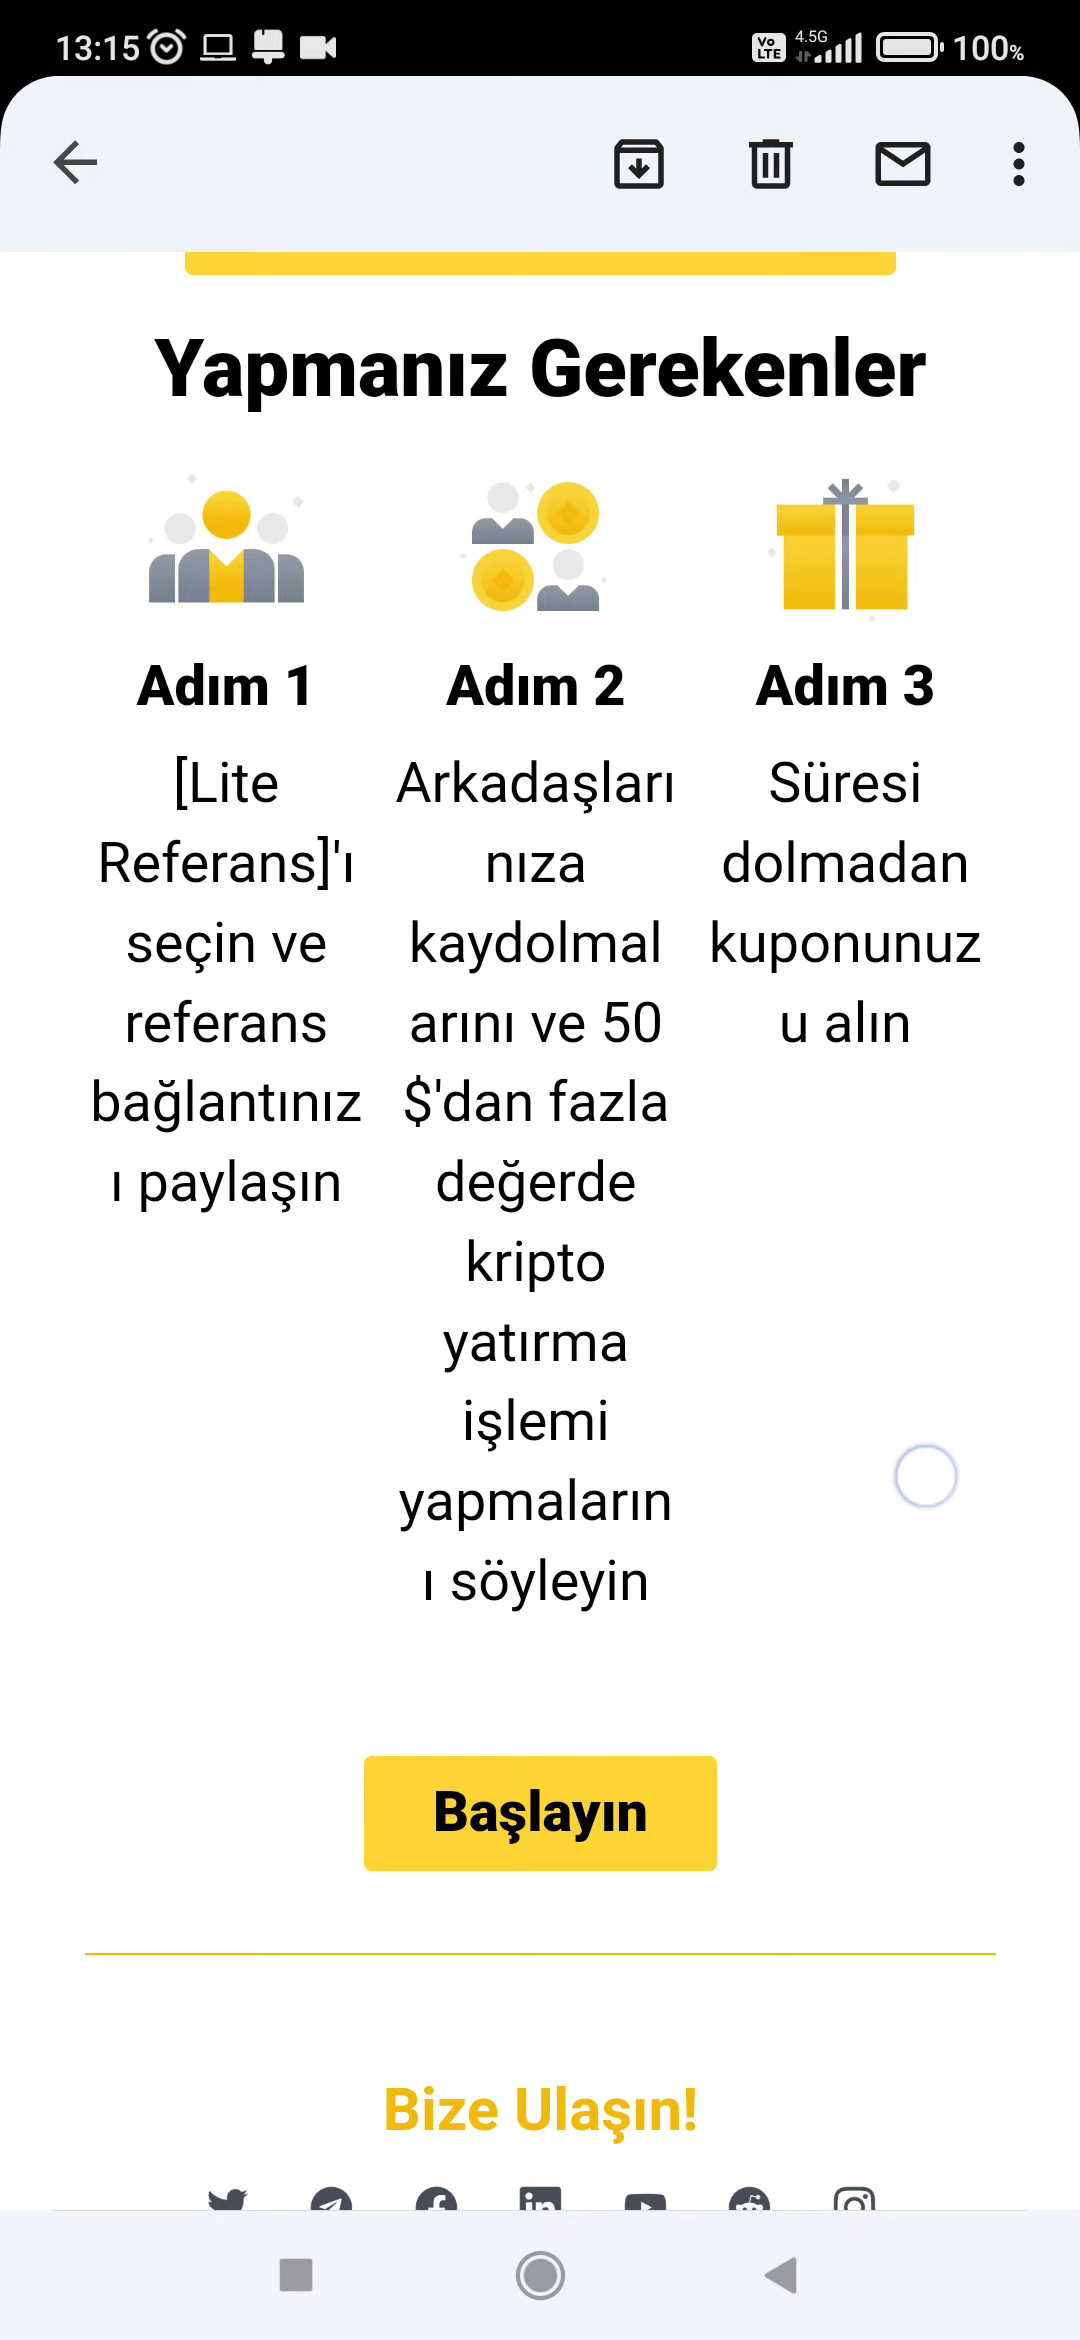 13:15
Vo LTE 4.5G 100%
Yapmanız Gerekenler
Adım 1
[Lite
Referans]'ı
seçin ve
referans
bağlantınız
ı paylaşın
Adım 2
Arkadaşları
nıza
kaydolmal
arını ve 50
$'dan fazla
değerde
kripto
yatırma
işlemi
yapmaların
ı söyleyin
Adım 3
Süresi
dolmadan
kuponunuz
u alın
Başlayın
Bize Ulaşın!